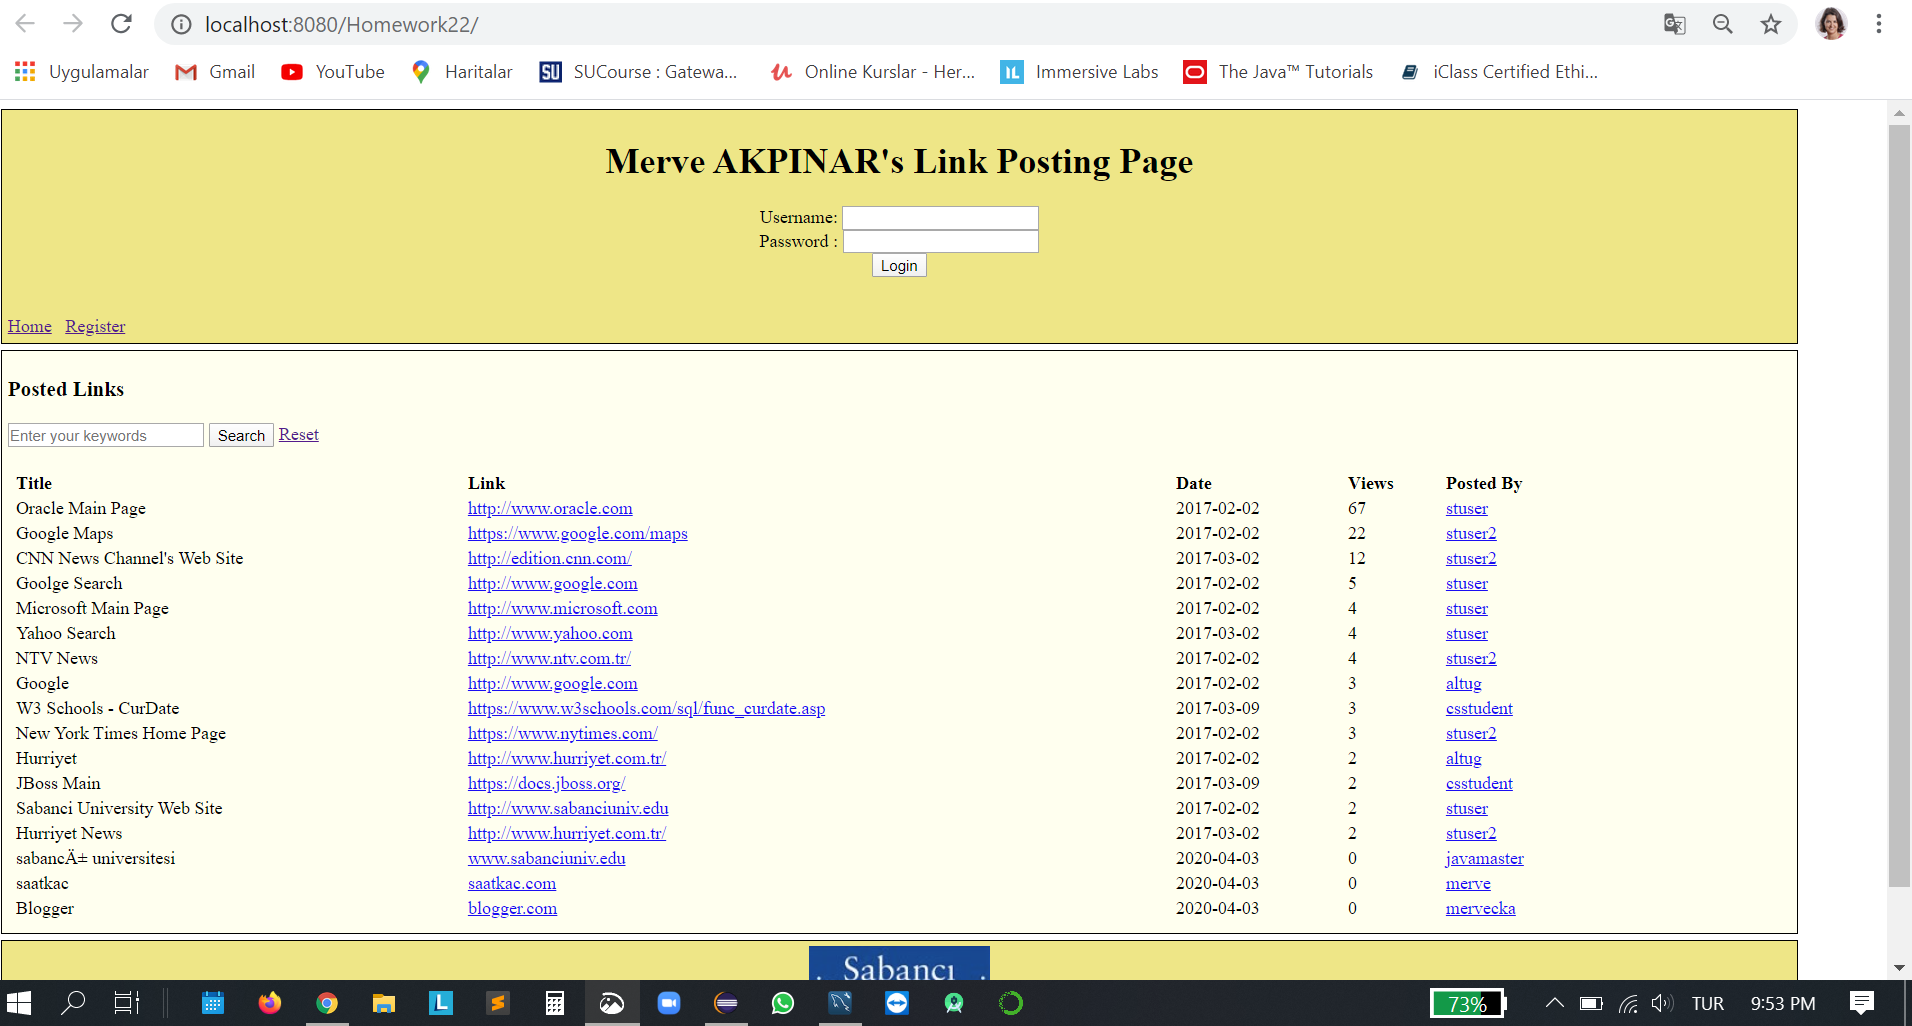 localhost:8080/Homework22/
Uygulamalar Gmail YouTube Haritalar SU SUCourse : Gatewa... Online Kurslar - Her... IL Immersive Labs The Java™ Tutorials iClass Certified Ethi...
Merve AKPINAR's Link Posting Page
Username:
Password :
Login
Home Register
Posted Links
Enter your keywords Search Reset
Title Link Date Views Posted By
Oracle Main Page http://www.oracle.com 2017-02-02 67 stuser
Google Maps https://www.google.com/maps 2017-02-02 22 stuser2
CNN News Channel's Web Site http://edition.cnn.com/ 2017-03-02 12 stuser2
Goolge Search http://www.google.com 2017-02-02 5 stuser
Microsoft Main Page http://www.microsoft.com 2017-02-02 4 stuser
Yahoo Search http://www.yahoo.com 2017-03-02 4 stuser
NTV News http://www.ntv.com.tr/ 2017-02-02 4 stuser2
Google http://www.google.com 2017-02-02 3 altug
W3 Schools - CurDate https://www.w3schools.com/sql/func_curdate.asp 2017-03-09 3 csstudent
New York Times Home Page https://www.nytimes.com/ 2017-02-02 3 stuser2
Hurriyet http://www.hurriyet.com.tr/ 2017-02-02 2 altug
JBoss Main https://docs.jboss.org/ 2017-03-09 2 csstudent
Sabanci University Web Site http://www.sabanciuniv.edu 2017-02-02 2 stuser
Hurriyet News http://www.hurriyet.com.tr/ 2017-03-02 2 stuser2
sabancÄ± universitesi www.sabanciuniv.edu 2020-04-03 0 javamaster
saatkac saatkac.com 2020-04-03 0 merve
Blogger blogger.com 2020-04-03 0 mervecka
Sabancı
L S 73% TUR 9:53 PM